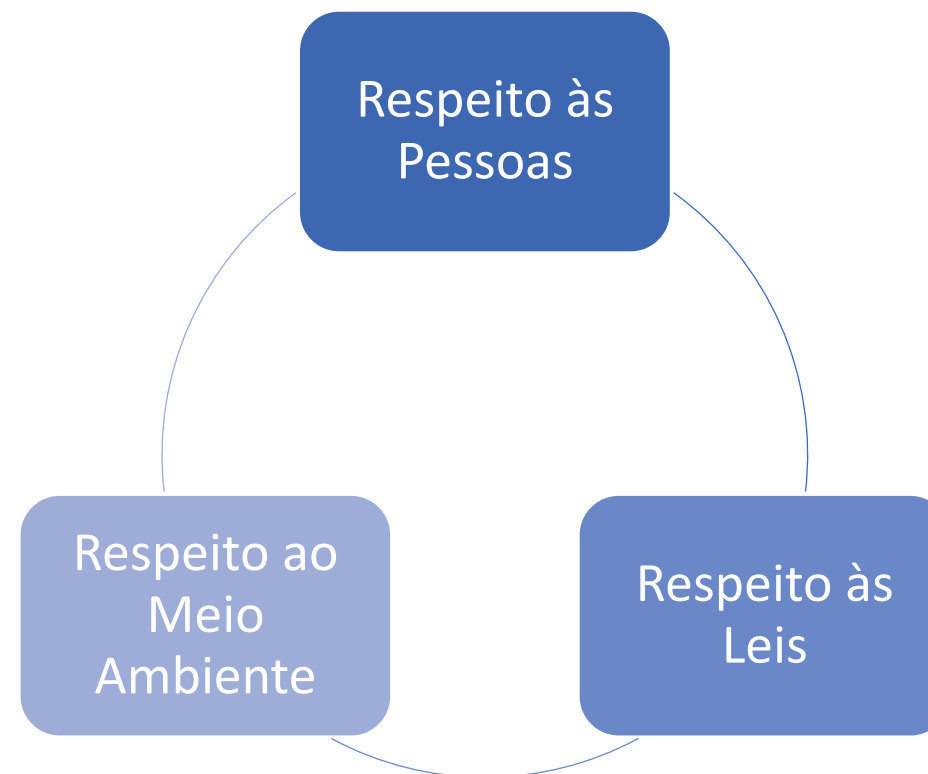 Respeito às
Pessoas
Respeito às
Leis
Respeito ao
Meio
Ambiente